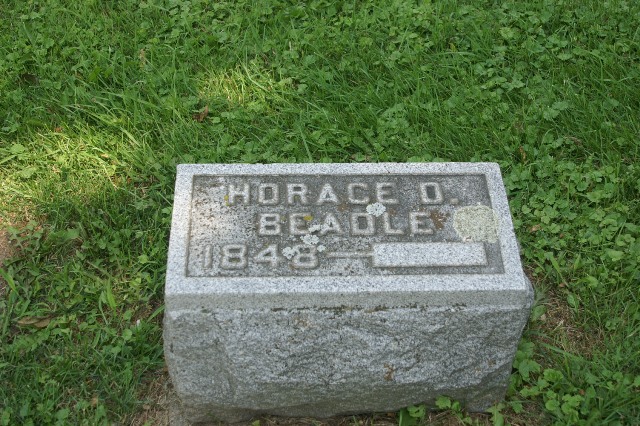 HORACE D.
BEADLE
1848 —